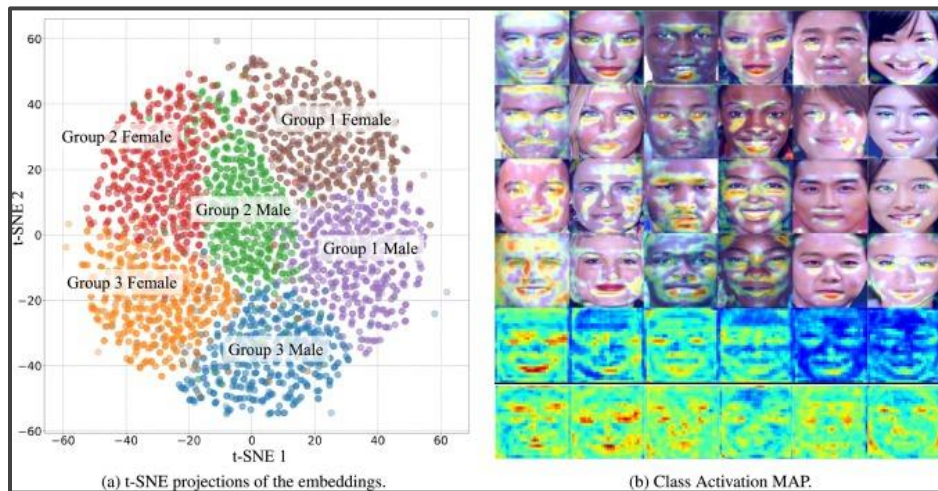 60
40
20
0
−20
−40
−60
t-SNE 2
Group 1 Female
Group 2 Female
Group 2 Male
Group 1 Male
Group 3 Female
Group 3 Male
−60
−40
−20
0
20
40
60
t-SNE 1
(a) t-SNE projections of the embeddings.
(b) Class Activation MAP.